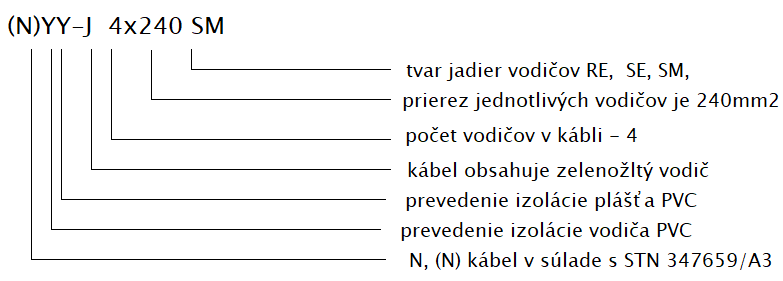 (N)YY-J 4x240 SM
tvar jadier vodičov RE, SE, SM,
prierez jednotlivých vodičov je 240mm2
počet vodičov v kábli - 4
kábel obsahuje zelenožltý vodič
prevedenie izolácie plášťa PVC
prevedenie izolácie vodiča PVC
N, (N) kábel v súlade s STN 347659/A3